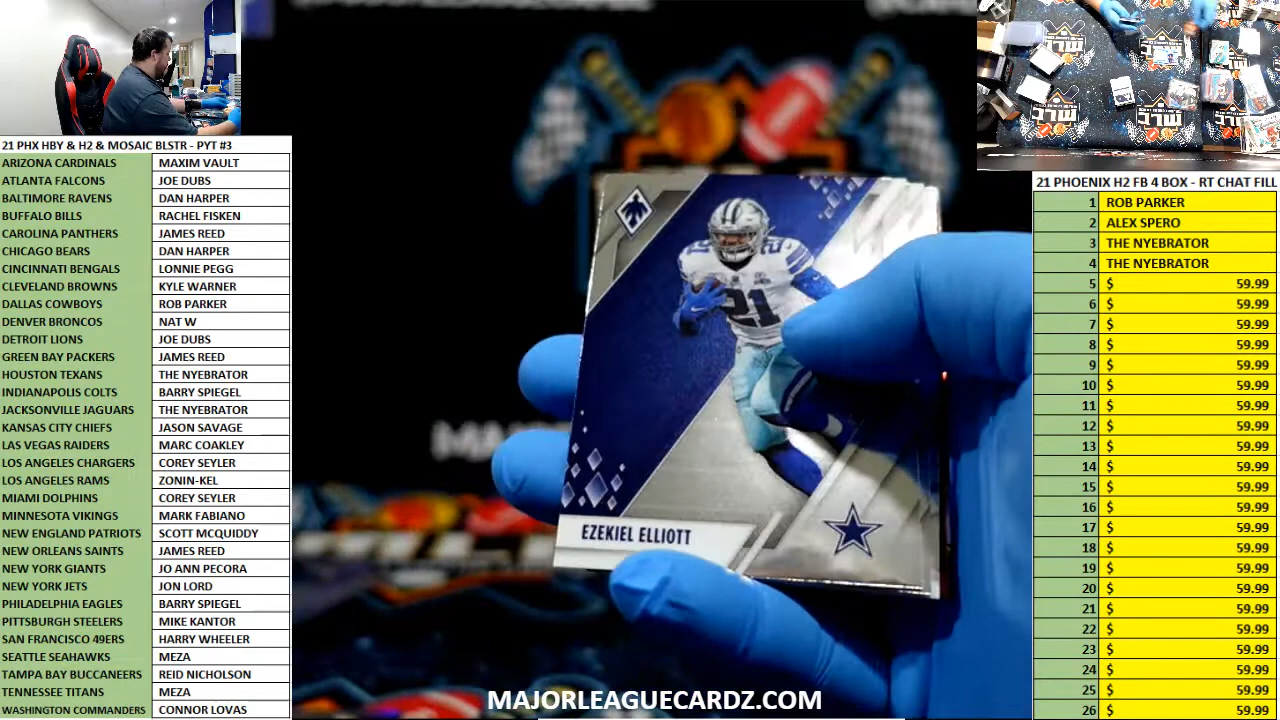 21 PHX HBY & H2 & MOSAIC BLSTR - PYT #3
ARIZONA CARDINALS MAXIM VAULT
ATLANTA FALCONS JOE DUBS
BALTIMORE RAVENS DAN HARPER
BUFFALO BILLS RACHEL FISKEN
CAROLINA PANTHERS JAMES REED
CHICAGO BEARS DAN HARPER
CINCINNATI BENGALS LONNIE PEGG
CLEVELAND BROWNS KYLE WARNER
DALLAS COWBOYS ROB PARKER
DENVER BRONCOS NAT W
DETROIT LIONS JOE DUBS
GREEN BAY PACKERS JAMES REED
HOUSTON TEXANS THE NYEBRATOR
INDIANAPOLIS COLTS BARRY SPIEGEL
JACKSONVILLE JAGUARS THE NYEBRATOR
KANSAS CITY CHIEFS JASON SAVAGE
LAS VEGAS RAIDERS MARC COAKLEY
LOS ANGELES CHARGERS COREY SEYLER
LOS ANGELES RAMS ZONIN-KEL
MIAMI DOLPHINS COREY SEYLER
MINNESOTA VIKINGS MARK FABIANO
NEW ENGLAND PATRIOTS SCOTT MCQUIDDY
NEW ORLEANS SAINTS JAMES REED
NEW YORK GIANTS JO ANN PECORA
NEW YORK JETS JON LORD
PHILADELPHIA EAGLES BARRY SPIEGEL
PITTSBURGH STEELERS MIKE KANTOR
SAN FRANCISCO 49ERS HARRY WHEELER
SEATTLE SEAHAWKS MEZA
TAMPA BAY BUCCANEERS REID NICHOLSON
TENNESSEE TITANS MEZA
WASHINGTON COMMANDERS CONNOR LOVAS
21
21
EZEKIEL ELLIOTT
MAJORLEAGUECARDZ.COM
MLC
MLC
MLC
MLC
21 PHOENIX H2 FB 4 BOX - RT CHAT FILL
1 ROB PARKER
2 ALEX SPERO
3 THE NYEBRATOR
4 THE NYEBRATOR
5 $ 59.99
6 $ 59.99
7 $ 59.99
8 $ 59.99
9 $ 59.99
10 $ 59.99
11 $ 59.99
12 $ 59.99
13 $ 59.99
14 $ 59.99
15 $ 59.99
16 $ 59.99
17 $ 59.99
18 $ 59.99
19 $ 59.99
20 $ 59.99
21 $ 59.99
22 $ 59.99
23 $ 59.99
24 $ 59.99
25 $ 59.99
26 $ 59.99